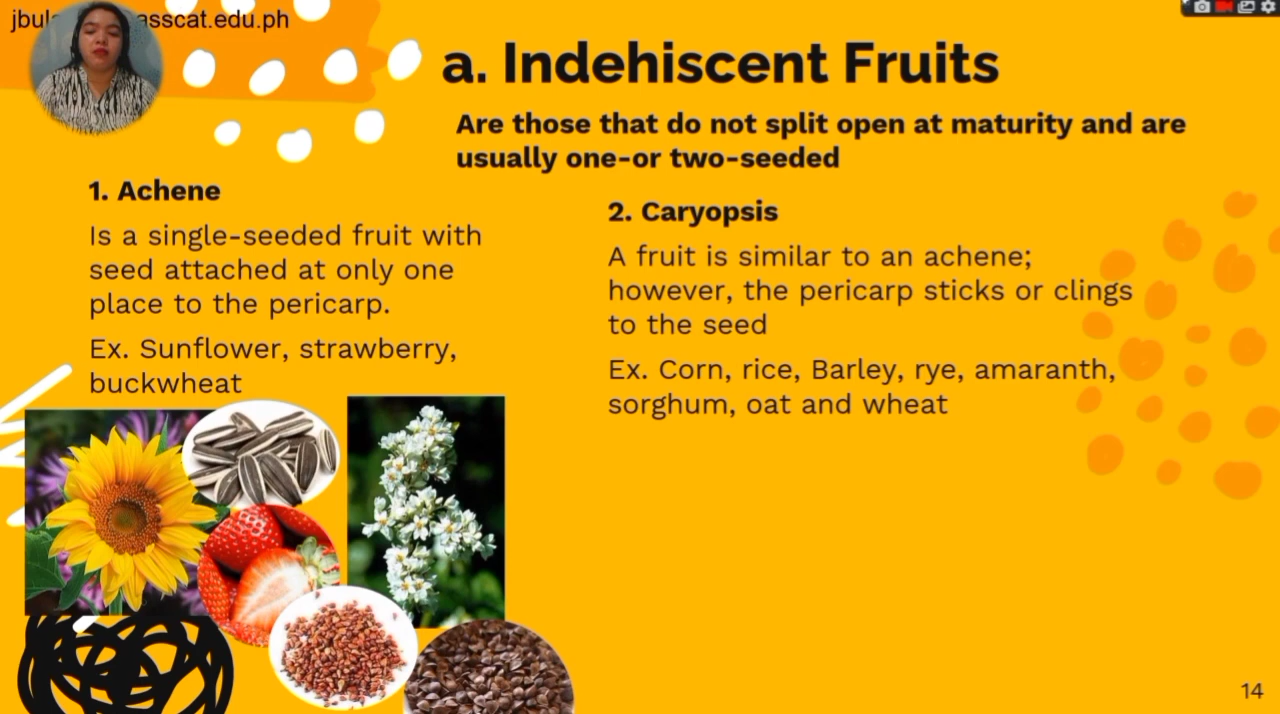 asscat.edu.ph
a. Indehiscent Fruits
Are those that do not split open at maturity and are
usually one-or two-seeded
1. Achene
Is a single-seeded fruit with
seed attached at only one
place to the pericarp.
Ex. Sunflower, strawberry,
buckwheat
2. Caryopsis
A fruit is similar to an achene;
however, the pericarp sticks or clings
to the seed
Ex. Corn, rice, Barley, rye, amaranth,
sorghum, oat and wheat
14